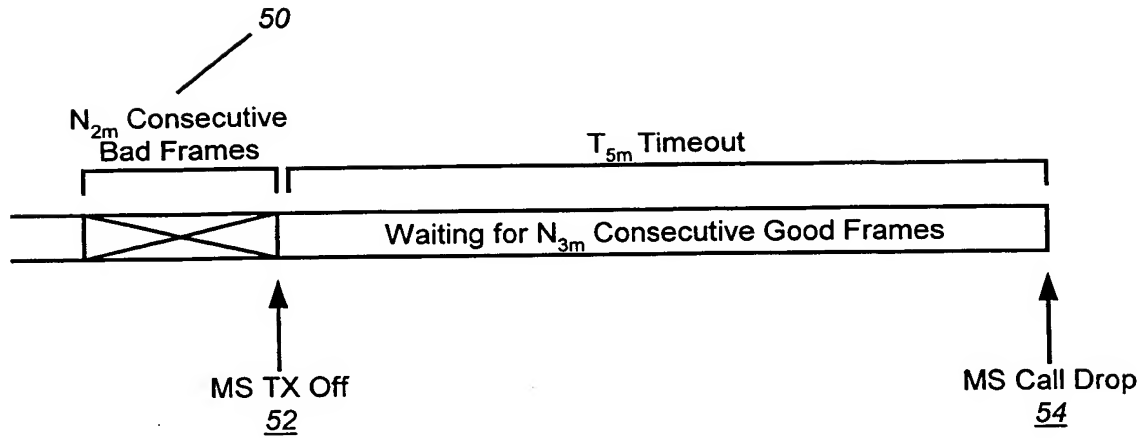 50
N2m Consecutive
Bad Frames
T5m Timeout
Waiting for N3m Consecutive Good Frames
MS TX Off
52
MS Call Drop
54